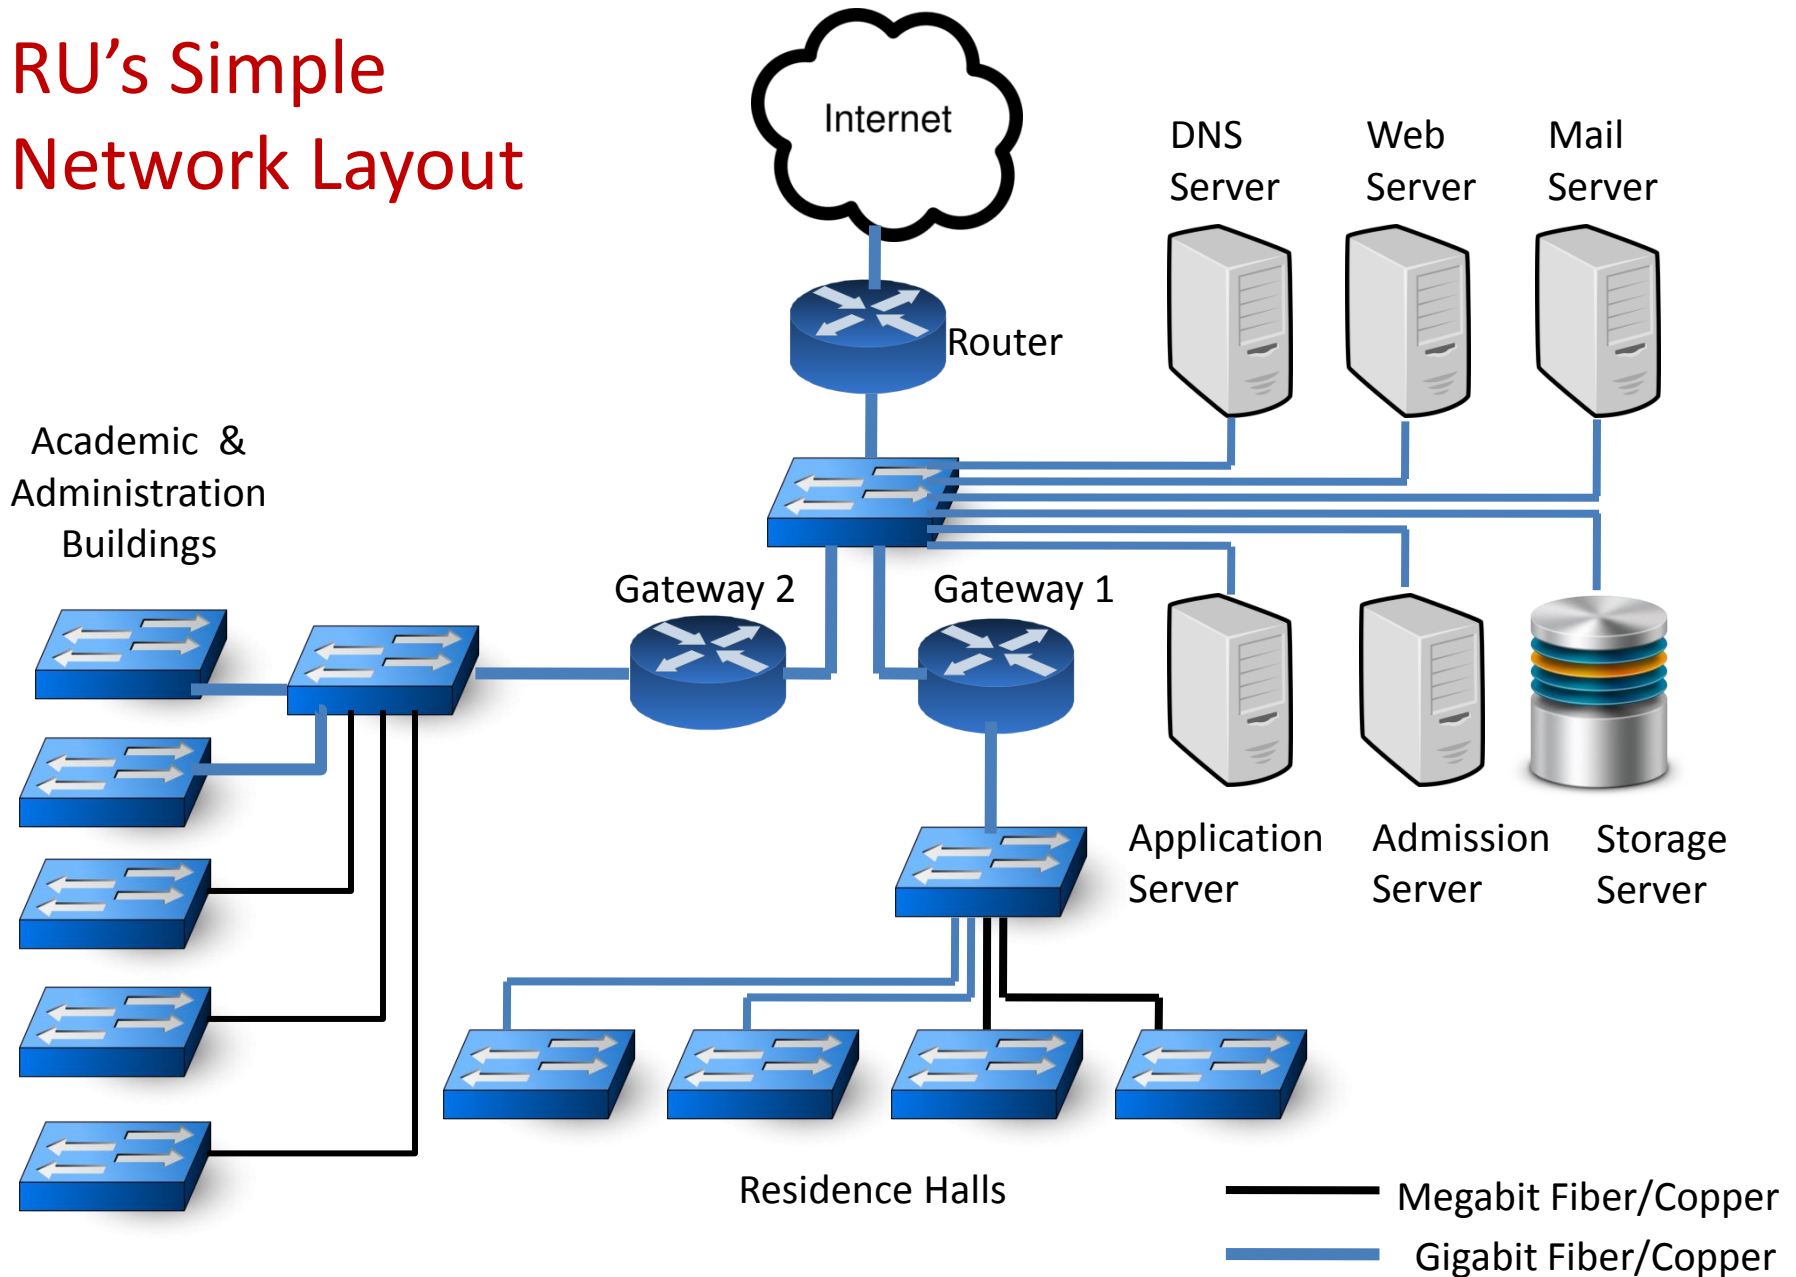 RU’s Simple
Network Layout
Internet
DNS
Server
Web
Server
Mail
Server
Router
Academic & 
Administration
Buildings
Gateway 2
Gateway 1
Application
Server
Admission
Server
Storage
Server
Residence Halls
Megabit Fiber/Copper
Gigabit Fiber/Copper